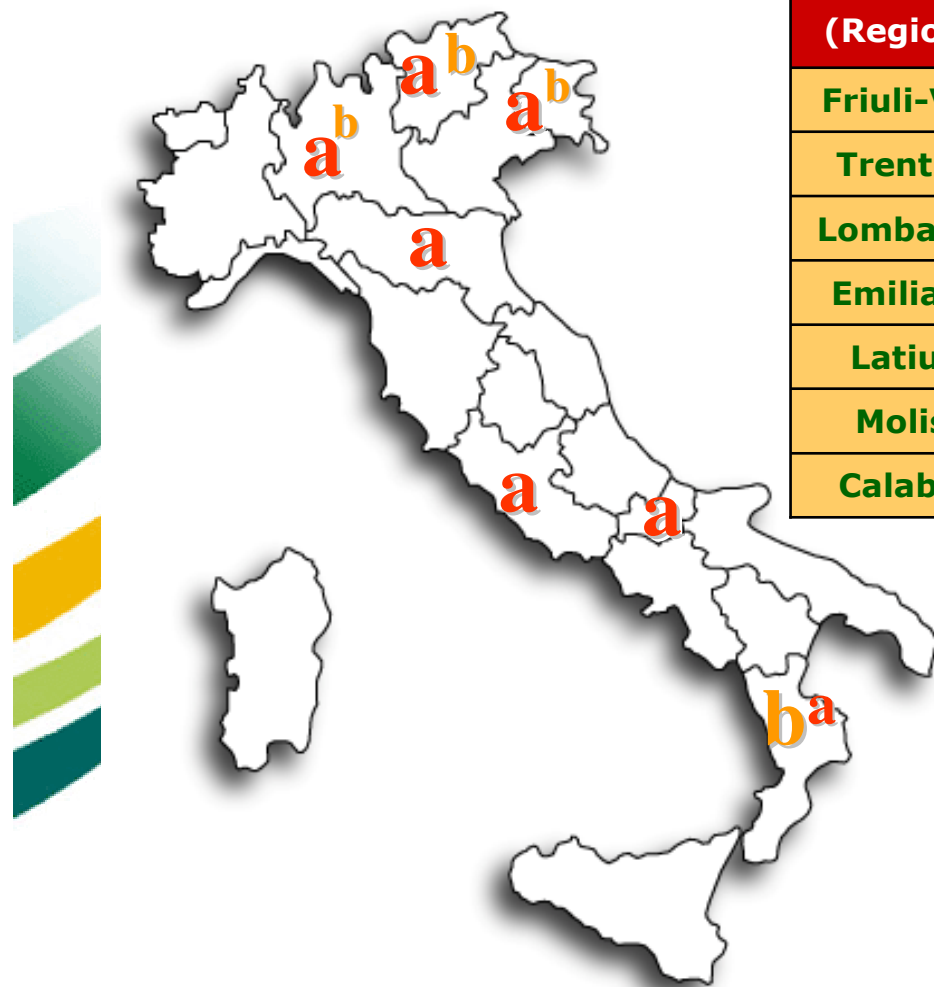 (Regio
Friuli-V
Trent
Lomba
Emilia
Latiu
Molis
Calab
a b
a b
a b
a
a
a
b a